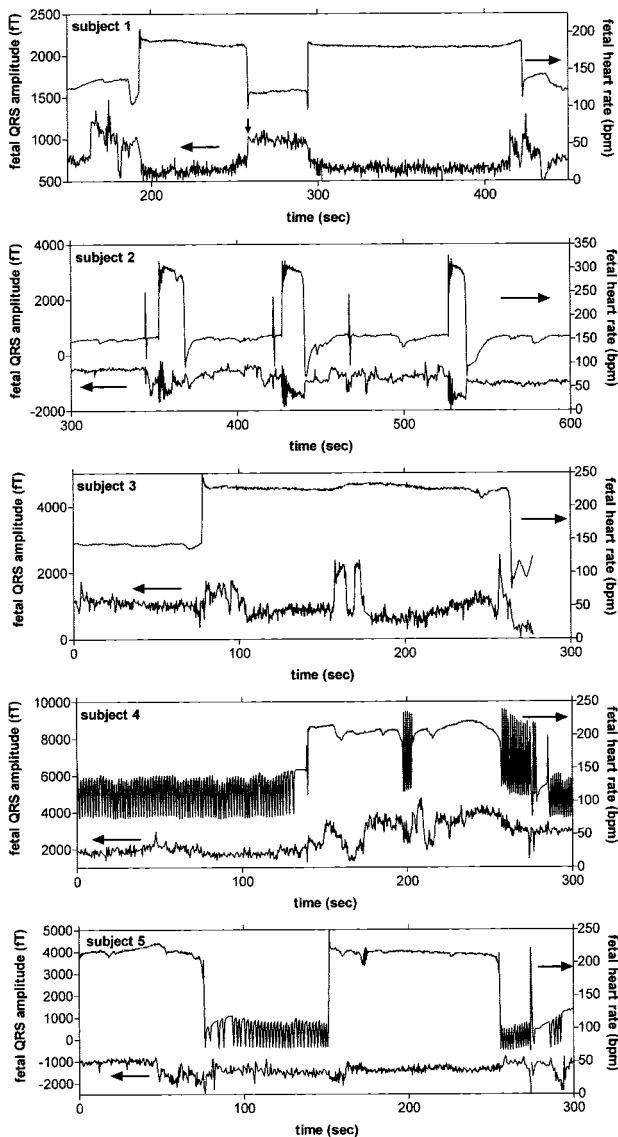 subject 1
fetal QRS amplitude (fT)
2500
2000
1500
1000
500
200
150
100
50
0
fetal heart rate (bpm)
200 300 400
time (sec)
subject 2
fetal QRS amplitude (fT)
4000
2000
0
-2000
350
300
250
200
150
100
50
0
fetal heart rate (bpm)
300 400 500 600
time (sec)
subject 3
fetal QRS amplitude (fT)
4000
2000
0
250
200
150
100
50
0
fetal heart rate (bpm)
0 100 200 300
time (sec)
subject 4
fetal QRS amplitude (fT)
10000
8000
6000
4000
2000
250
200
150
100
50
0
fetal heart rate (bpm)
0 100 200 300
time (sec)
subject 5
fetal QRS amplitude (fT)
5000
4000
3000
2000
1000
0
-1000
-2000
250
200
150
100
50
0
fetal heart rate (bpm)
0 100 200 300
time (sec)